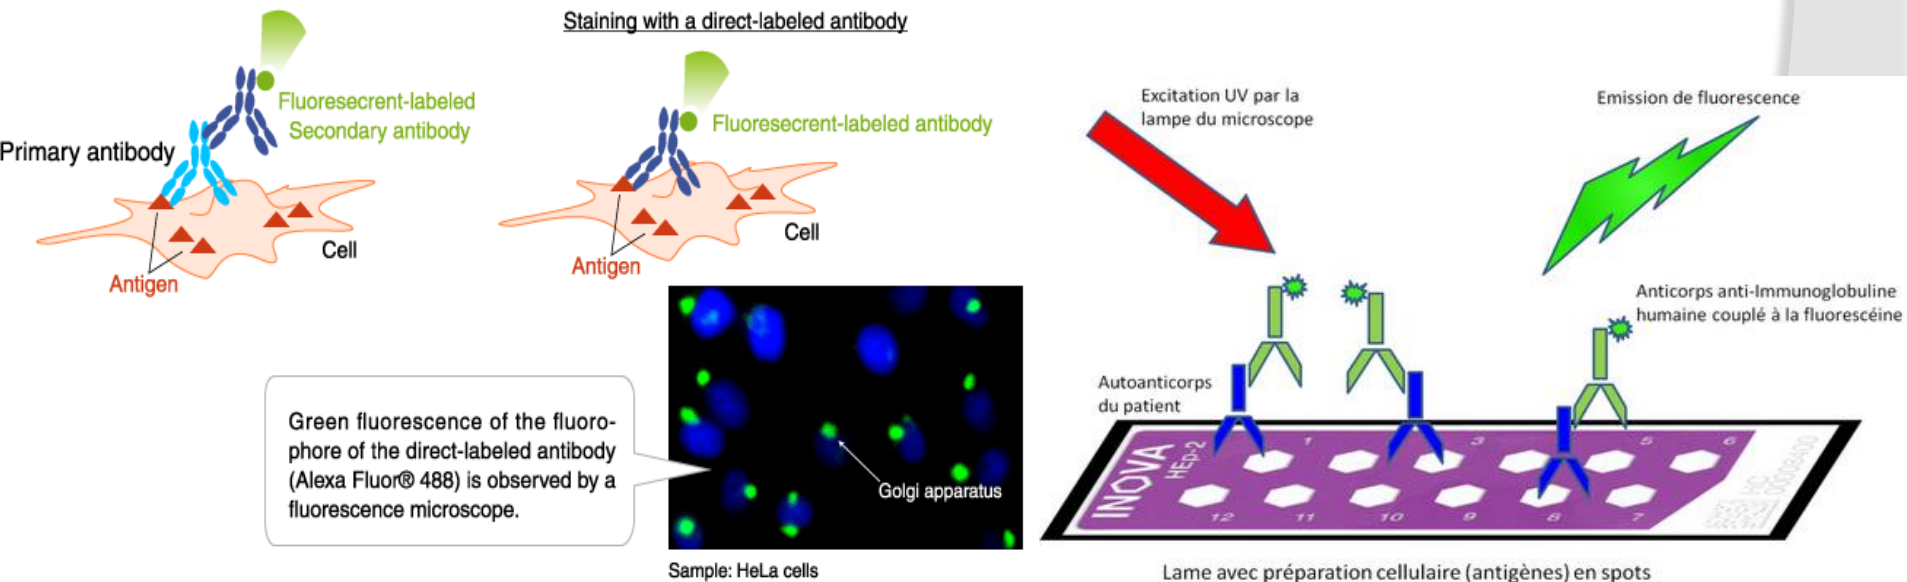 Staining with a direct-labeled antibody
Fluoresecrent-labeled
Secondary antibody
Primary antibody
Cell
Antigen
Fluoresecrent-labeled antibody
Cell
Antigen
Green fluorescence of the fluoro-
phore of the direct-labeled antibody
(Alexa Fluor® 488) is observed by a
fluorescence microscope.
Golgi apparatus
Sample: HeLa cells
Excitation UV par la
lampe du microscope
Emission de fluorescence
Anticorps anti-Immunoglobuline
humaine couplé à la fluorescéine
Autoanticorps
du patient
INOVA
HEp-2
1
3
5
6
12
11
10
9
8
7
Lame avec préparation cellulaire (antigènes) en spots